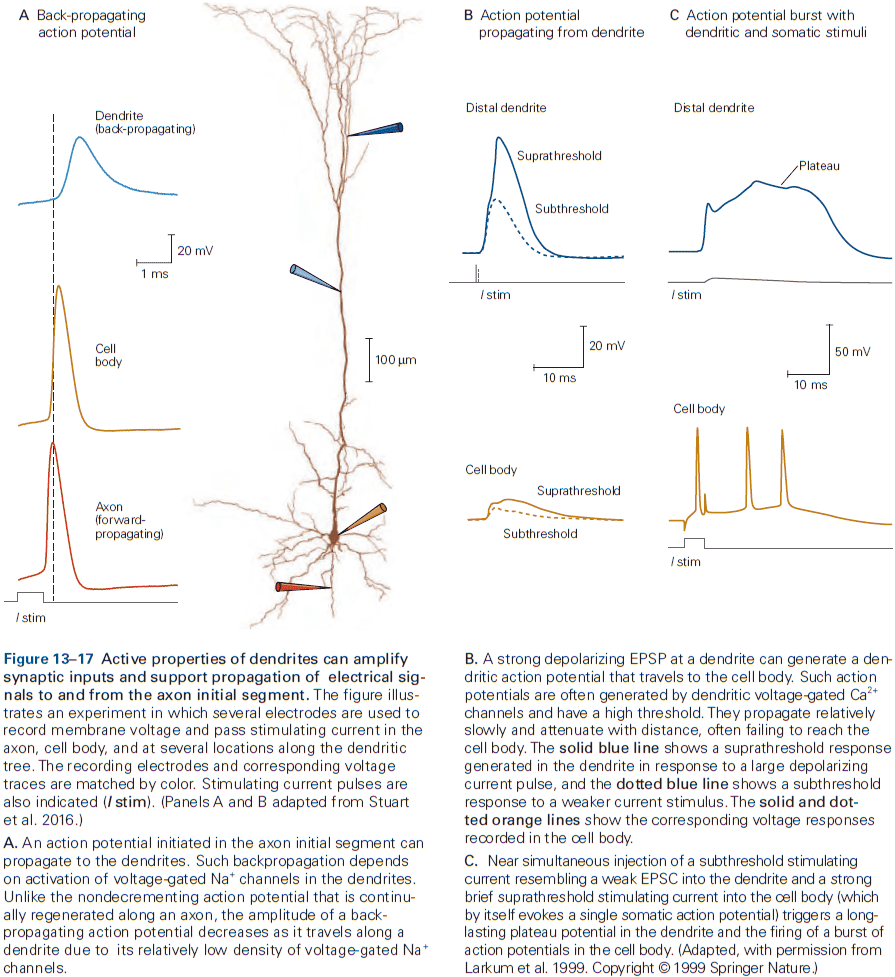 A Back-propagating
action potential
Dendrite
(back-propagating)
20 mV
1 ms
Cell
body
Axon
(forward-
propagating)
I stim
100 µm
B Action potential
propagating from dendrite
Distal dendrite
Suprathreshold
Subthreshold
I stim
20 mV
10 ms
Cell body
Suprathreshold
Subthreshold
C Action potential burst with
dendritic and somatic stimuli
Distal dendrite
Plateau
I stim
50 mV
10 ms
Cell body
I stim
Figure 13–17 Active properties of dendrites can amplify
synaptic inputs and support propagation of electrical sig-
nals to and from the axon initial segment. The figure illus-
trates an experiment in which several electrodes are used to
record membrane voltage and pass stimulating current in the
axon, cell body, and at several locations along the dendritic
tree. The recording electrodes and corresponding voltage
traces are matched by color. Stimulating current pulses are
also indicated (I stim). (Panels A and B adapted from Stuart
et al. 2016.)
A. An action potential initiated in the axon initial segment can
propagate to the dendrites. Such backpropagation depends
on activation of voltage-gated Na⁺ channels in the dendrites.
Unlike the nondecrementing action potential that is continu-
ally regenerated along an axon, the amplitude of a back-
propagating action potential decreases as it travels along a
dendrite due to its relatively low density of voltage-gated Na⁺
channels.
B. A strong depolarizing EPSP at a dendrite can generate a den-
dritic action potential that travels to the cell body. Such action
potentials are often generated by dendritic voltage-gated Ca²⁺
channels and have a high threshold. They propagate relatively
slowly and attenuate with distance, often failing to reach the
cell body. The solid blue line shows a suprathreshold response
generated in the dendrite in response to a large depolarizing
current pulse, and the dotted blue line shows a subthreshold
response to a weaker current stimulus. The solid and dot-
ted orange lines show the corresponding voltage responses
recorded in the cell body.
C. Near simultaneous injection of a subthreshold stimulating
current resembling a weak EPSC into the dendrite and a strong
brief suprathreshold stimulating current into the cell body (which
by itself evokes a single somatic action potential) triggers a long-
lasting plateau potential in the dendrite and the firing of a burst of
action potentials in the cell body. (Adapted, with permission from
Larkum et al. 1999. Copyright © 1999 Springer Nature.)